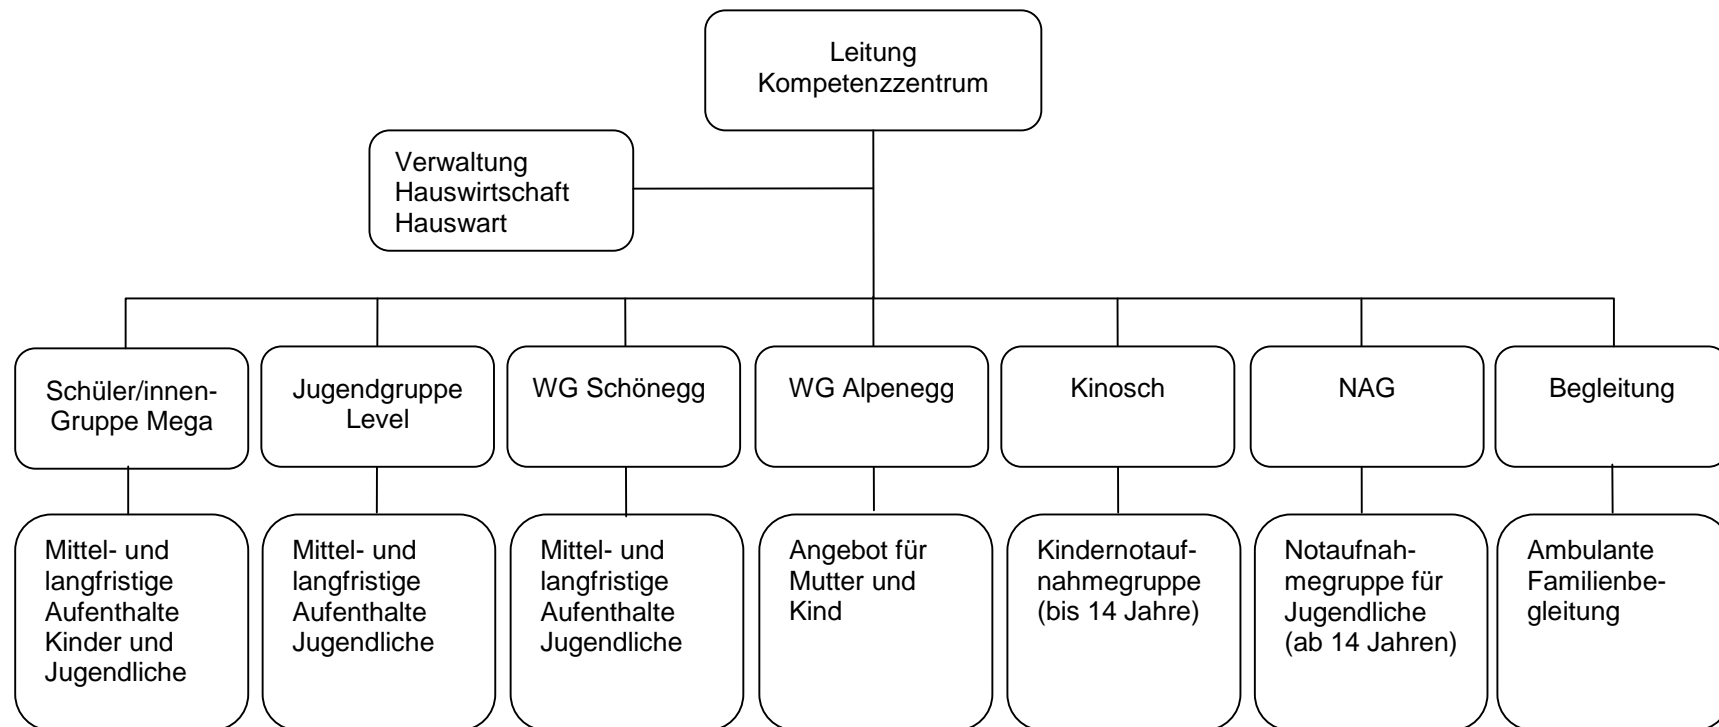 Leitung
Kompetenzzentrum
Verwaltung
Hauswirtschaft
Hauswart
Schüler/innen-
Gruppe Mega
Jugendgruppe
Level
WG Schönegg
WG Alpenegg
Kinosch
NAG
Begleitung
Mittel- und
langfristige
Aufenthalte
Kinder und
Jugendliche
Mittel- und
langfristige
Aufenthalte
Jugendliche
Mittel- und
langfristige
Aufenthalte
Jugendliche
Angebot für
Mutter und
Kind
Kindernotauf-
nahmegruppe
(bis 14 Jahre)
Notaufnah-
megruppe für
Jugendliche
(ab 14 Jahren)
Ambulante
Familienbe-
gleitung